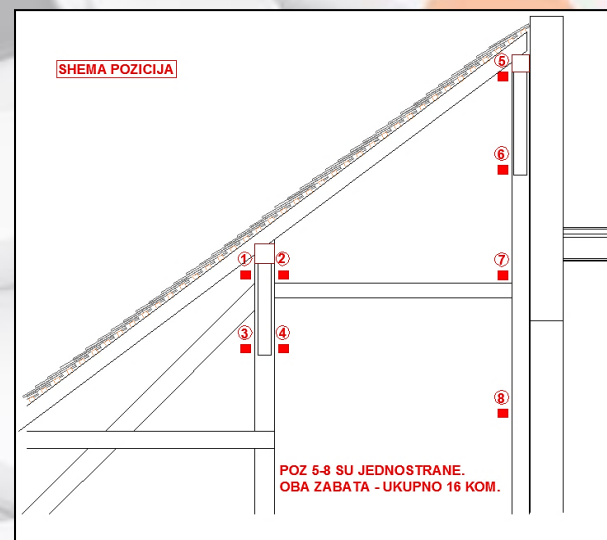 SHEMA POZICIJA
5
6
1
2
7
3
4
8
POZ 5-8 SU JEDNOSTRANE.
OBA ZABATA - UKUPNO 16 KOM.